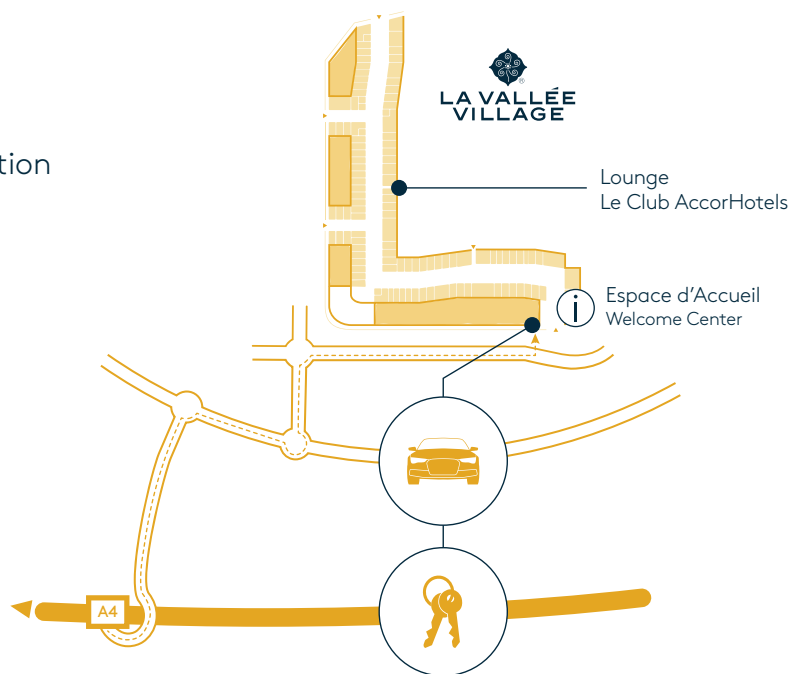 LA VALLÉE
VILLAGE
®
tion
Lounge
Le Club AccorHotels
i
Espace d'Accueil
Welcome Center
A4